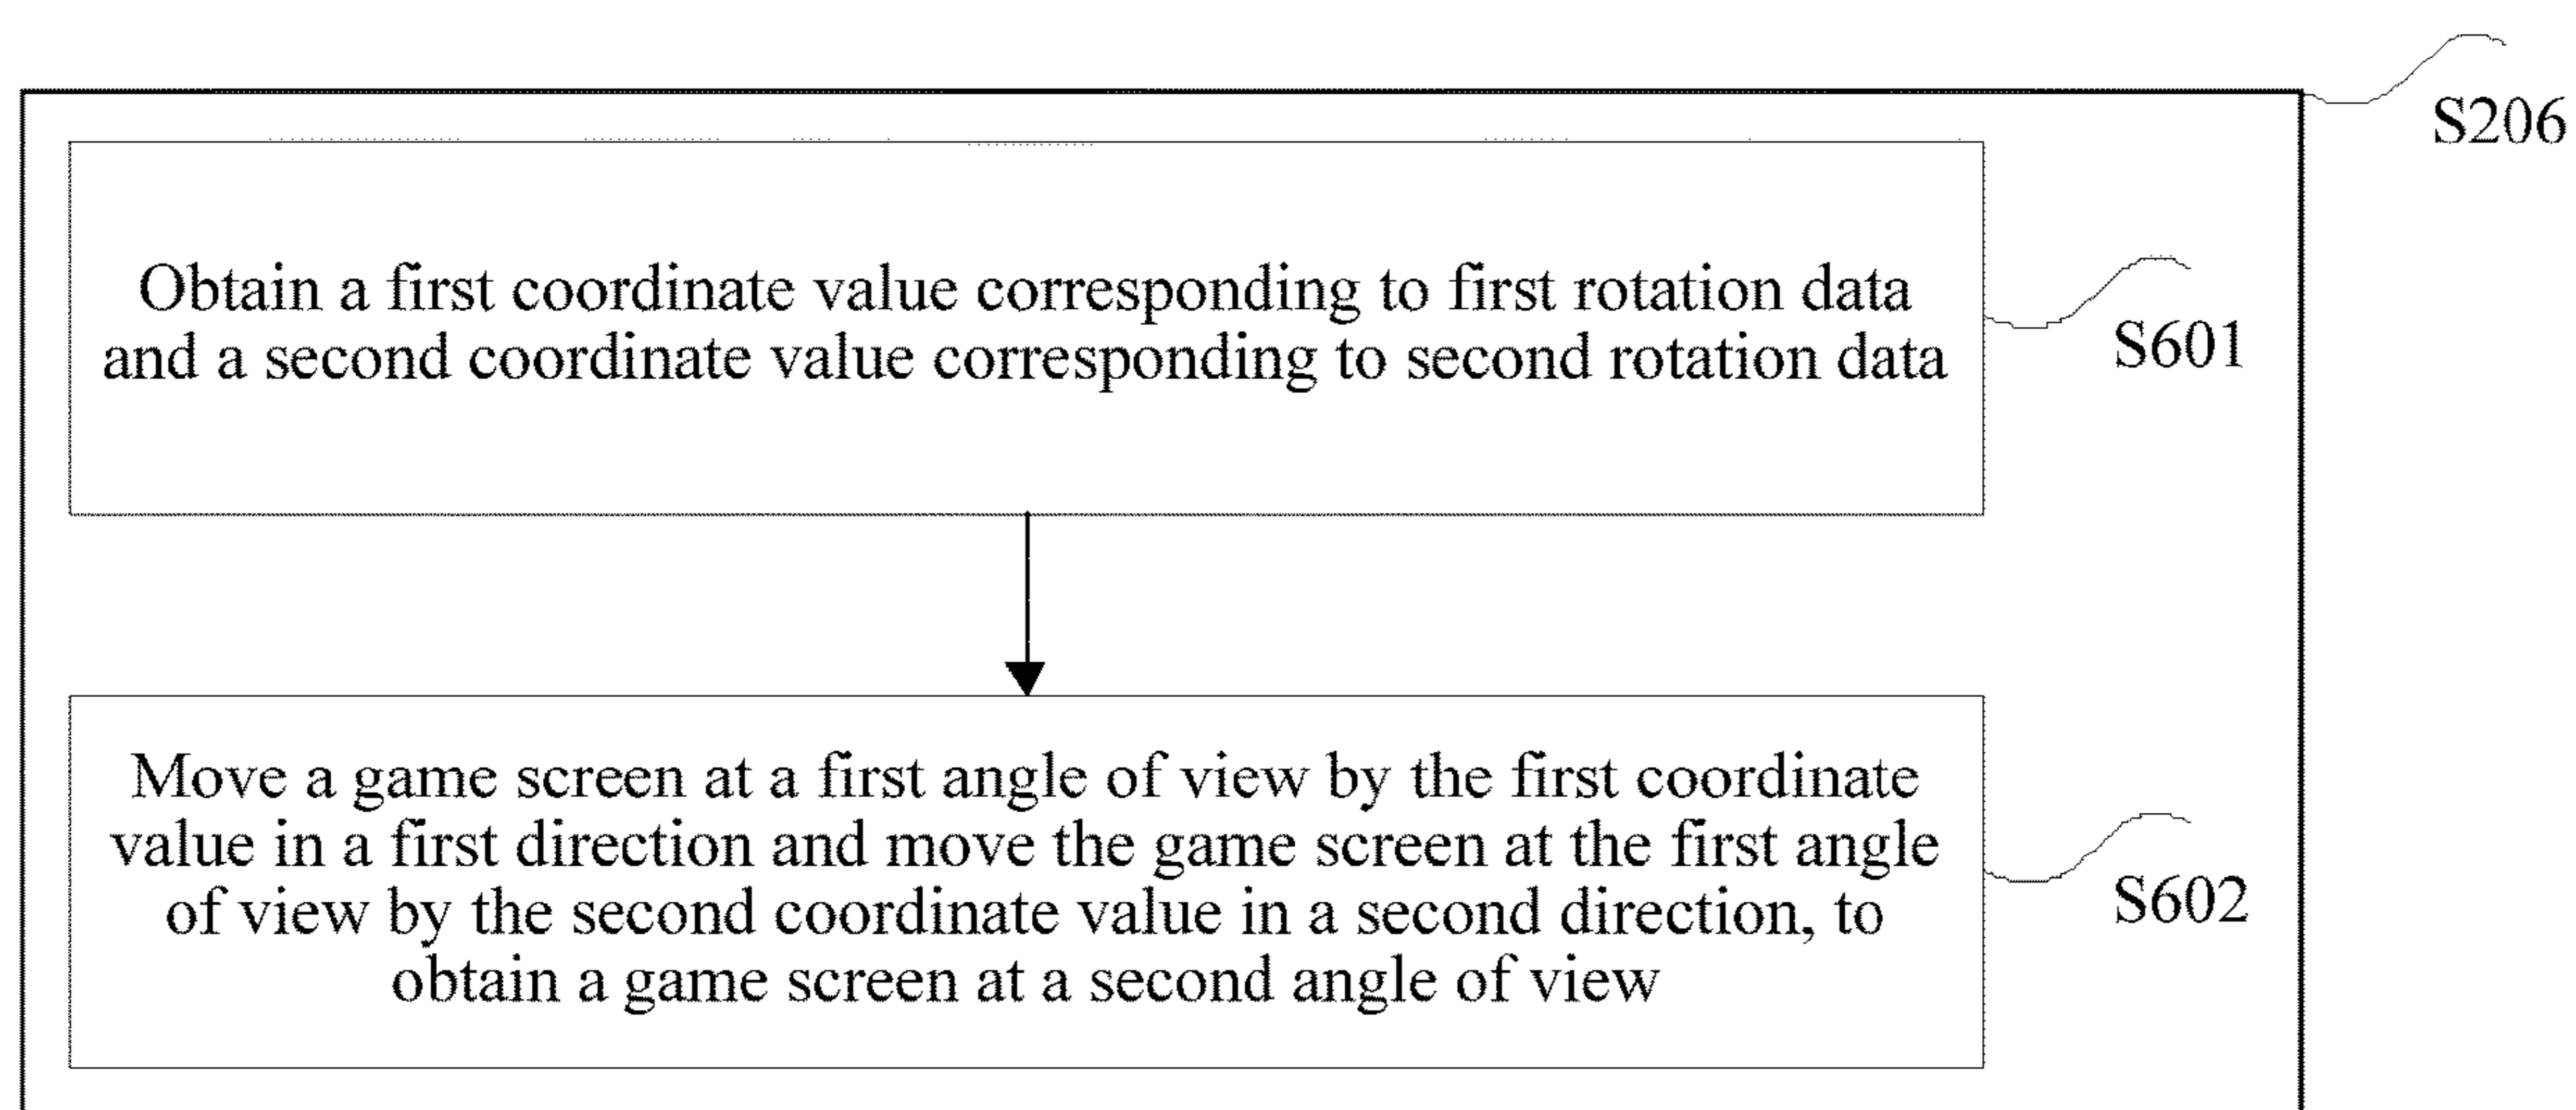 S206
Obtain a first coordinate value corresponding to first rotation data
and a second coordinate value corresponding to second rotation data
S601
Move a game screen at a first angle of view by the first coordinate
value in a first direction and move the game screen at the first angle
of view by the second coordinate value in a second direction, to
obtain a game screen at a second angle of view
S602